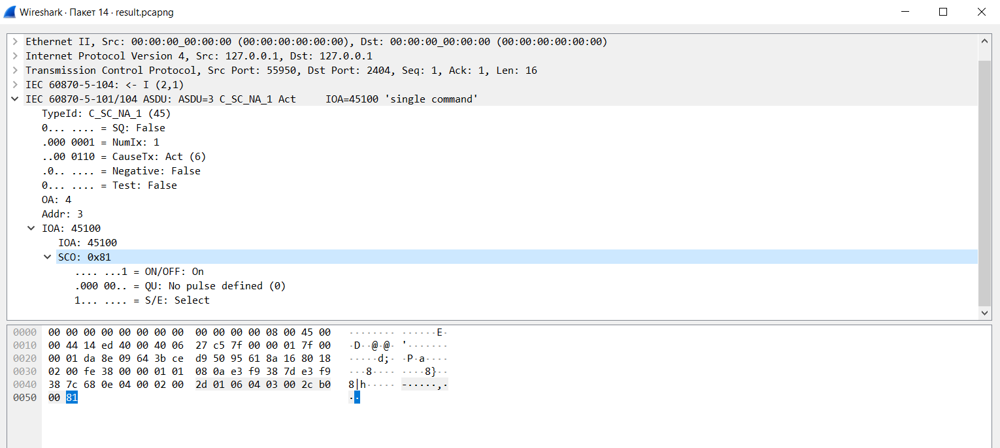 Wireshark · Пакет 14 · result.pcapng
Ethernet II, Src: 00:00:00_00:00:00 (00:00:00:00:00:00), Dst: 00:00:00_00:00:00 (00:00:00:00:00:00)
Internet Protocol Version 4, Src: 127.0.0.1, Dst: 127.0.0.1
Transmission Control Protocol, Src Port: 55950, Dst Port: 2404, Seq: 1, Ack: 1, Len: 16
IEC 60870-5-104: <- I (2,1)
IEC 60870-5-101/104 ASDU: ASDU=3 C_SC_NA_1 Act     IOA=45100 'single command'
TypeId: C_SC_NA_1 (45)
0... .... = SQ: False
.000 0001 = NumIx: 1
..00 0110 = CauseTx: Act (6)
.0.. .... = Negative: False
0... .... = Test: False
OA: 4
Addr: 3
IOA: 45100
IOA: 45100
SCO: 0x81
.... ...1 = ON/OFF: On
.000 00.. = QU: No pulse defined (0)
1... .... = S/E: Select
0000 00 00 00 00 00 00 00 00 00 00 00 00 08 00 45 00 ········ ······E·
0010 00 44 14 ed 40 00 40 06 27 c5 7f 00 00 01 7f 00 ·D··@·@· '·······
0020 00 01 da 8e 09 64 3b ce d9 50 95 61 8a 16 80 18 ·····d;· ·P·a····
0030 02 00 fe 38 00 00 01 01 08 0a e3 f9 38 7d e3 f9 ···8···· ····8}··
0040 38 7c 68 0e 04 00 02 00 2d 01 06 04 03 00 2c b0 8|h····· -·····,·
0050 00 81 ··